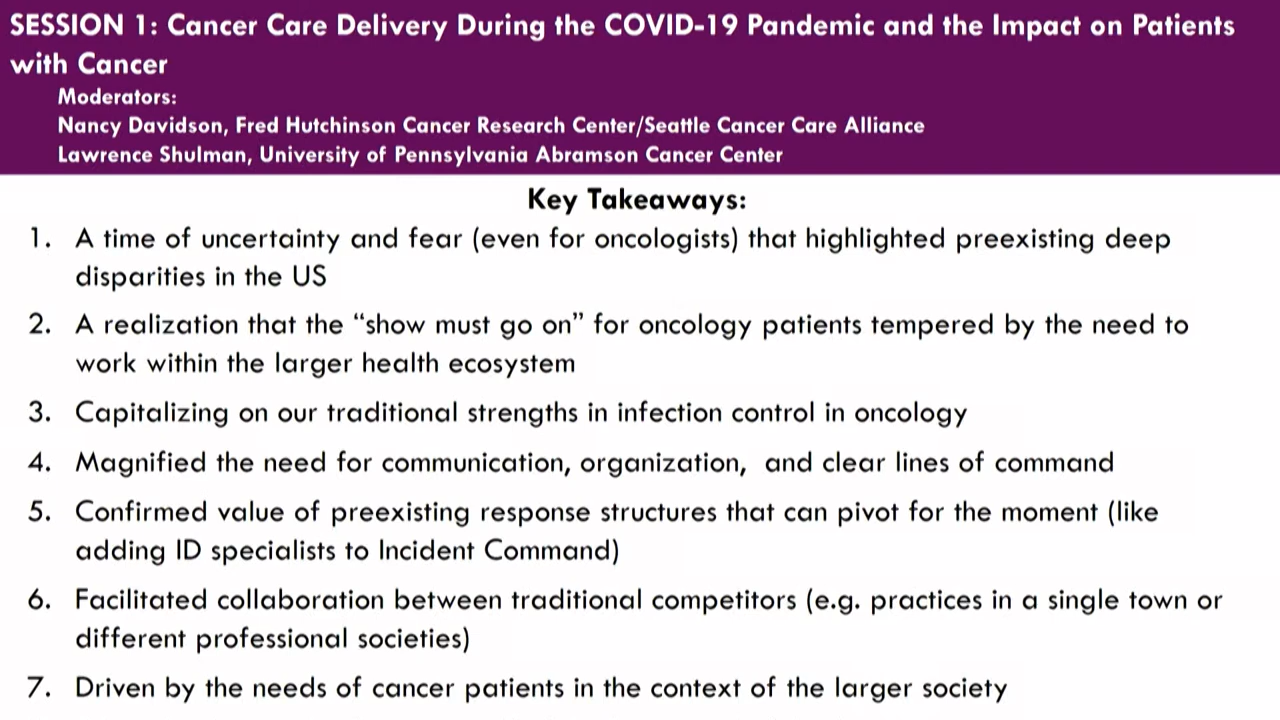 SESSION 1: Cancer Care Delivery During the COVID-19 Pandemic and the Impact on Patients
with Cancer
Moderators:
Nancy Davidson, Fred Hutchinson Cancer Research Center/Seattle Cancer Care Alliance
Lawrence Shulman, University of Pennsylvania Abramson Cancer Center
Key Takeaways:
1. A time of uncertainty and fear (even for oncologists) that highlighted preexisting deep
disparities in the US
2. A realization that the “show must go on” for oncology patients tempered by the need to
work within the larger health ecosystem
3. Capitalizing on our traditional strengths in infection control in oncology
4. Magnified the need for communication, organization,  and clear lines of command
5. Confirmed value of preexisting response structures that can pivot for the moment (like
adding ID specialists to Incident Command)
6. Facilitated collaboration between traditional competitors (e.g. practices in a single town or
different professional societies)
7. Driven by the needs of cancer patients in the context of the larger society